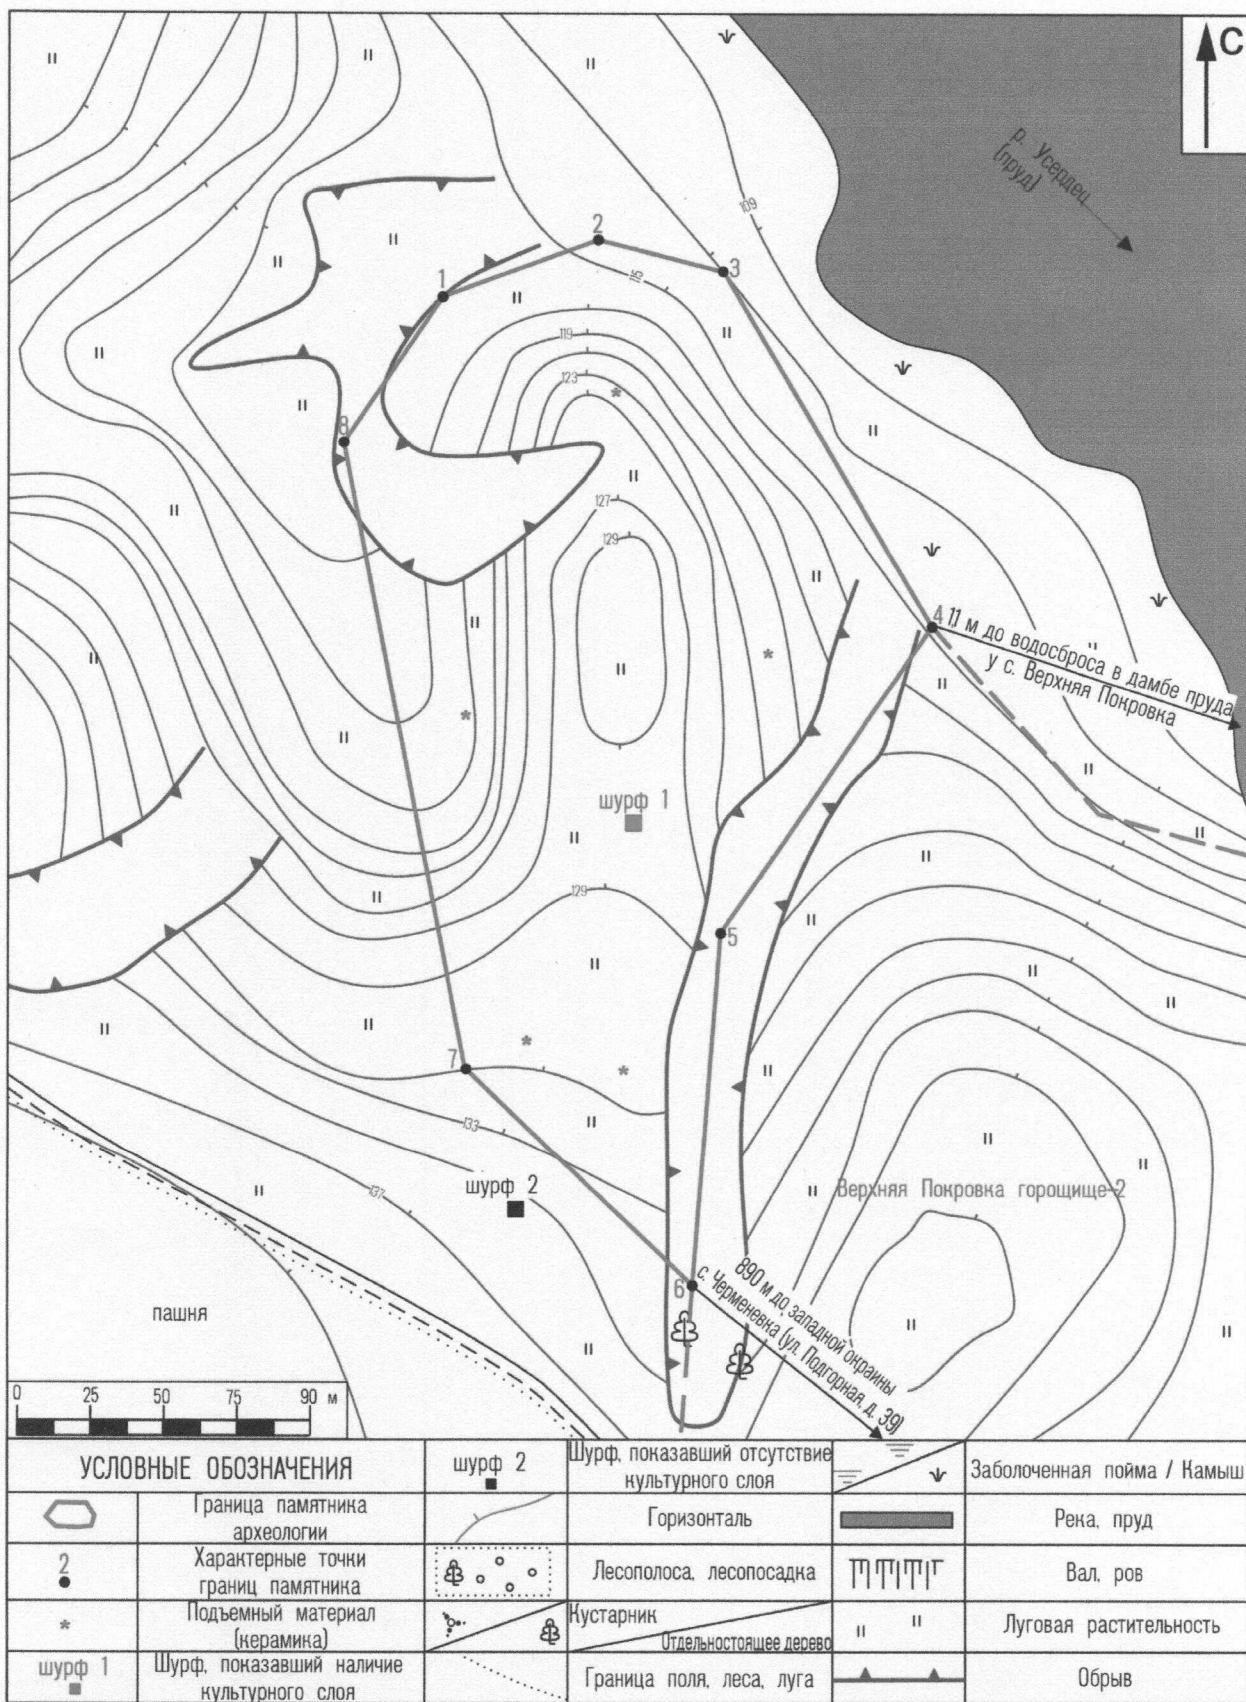 С
р. Усердец
(пруд)
109
2
3
1
115
119
123
8
127
129
4
11 м до водосброса в дамбе пруда
у с. Верхняя Покровка
шурф 1
129
5
7
133
137
шурф 2
Верхняя Покровка горощище-2
6
890 м до западной окраины
с. Черменевка (ул. Подгорная, д. 39)
пашня
0 25 50 75 90 м
УСЛОВНЫЕ ОБОЗНАЧЕНИЯ
Граница памятника
археологии
2
Характерные точки
границ памятника
Подъемный материал
(керамика)
шурф 1
Шурф, показавший наличие
культурного слоя
шурф 2
Шурф, показавший отсутствие
культурного слоя
Горизонталь
Лесополоса, лесопосадка
Кустарник
Отдельностоящее дерево
Граница поля, леса, луга
Заболоченная пойма / Камыш
Река, пруд
Вал, ров
Луговая растительность
Обрыв